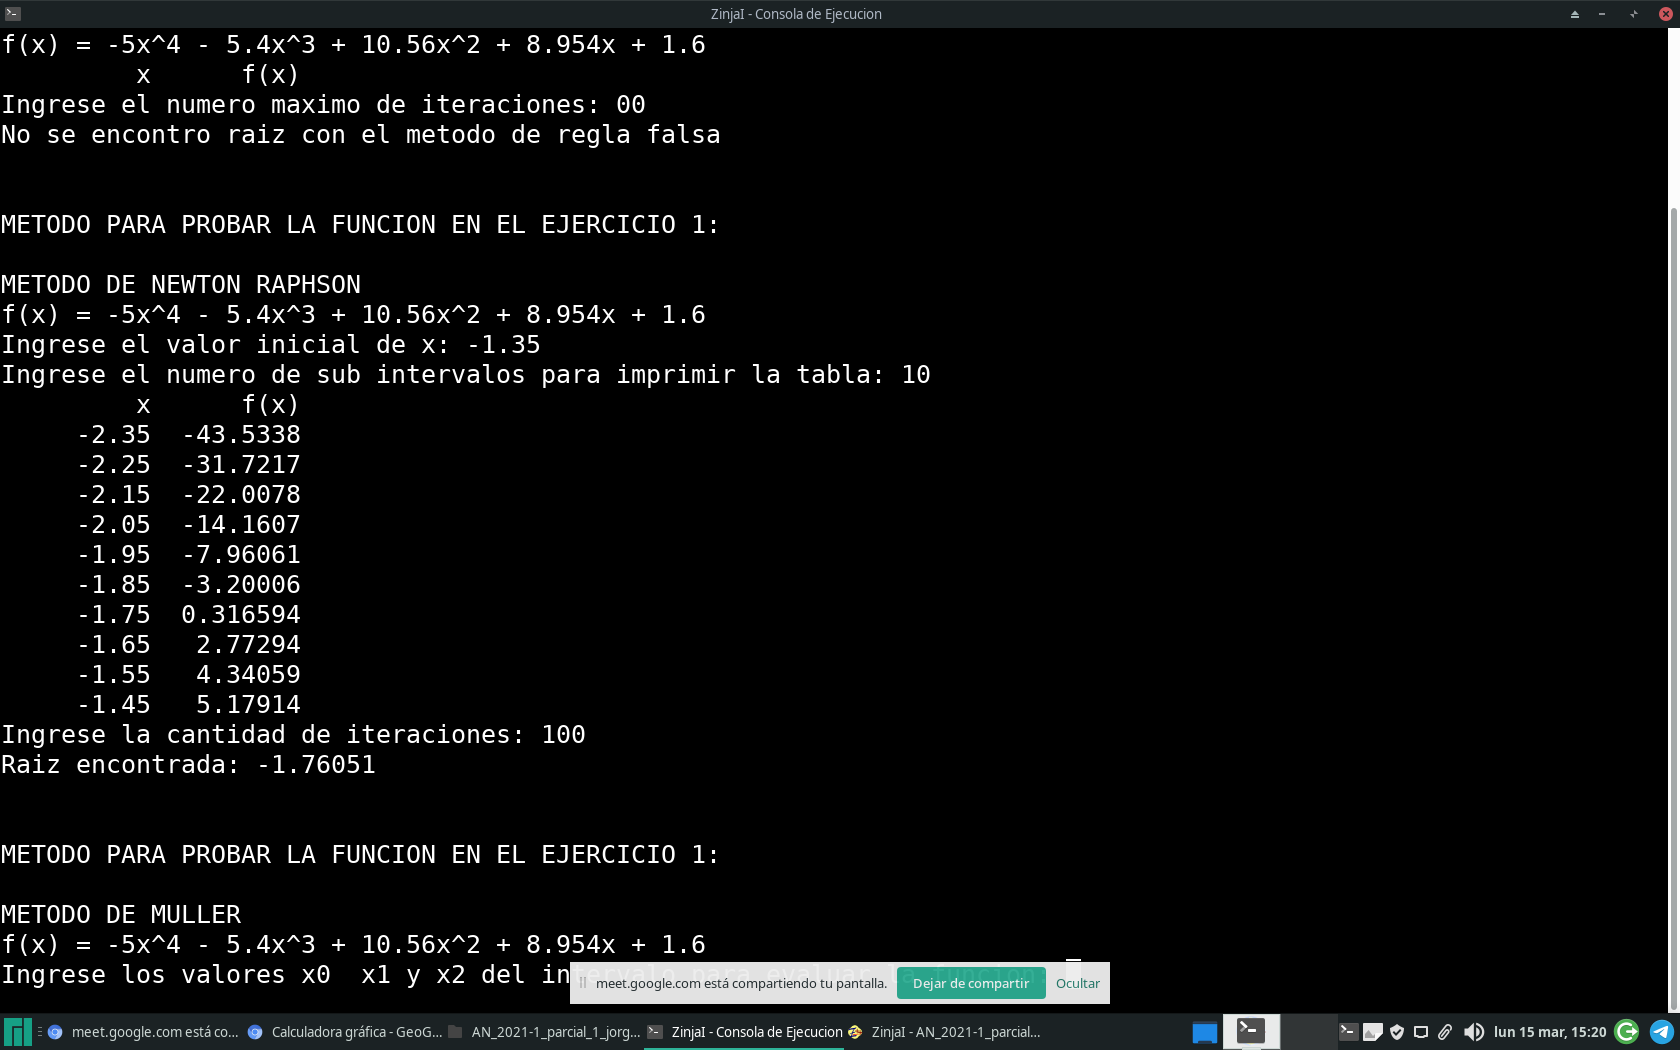 ZinjaI - Consola de Ejecucion
f(x) = -5x^4 - 5.4x^3 + 10.56x^2 + 8.954x + 1.6
x f(x)
Ingrese el numero maximo de iteraciones: 00
No se encontro raiz con el metodo de regla falsa
METODO PARA PROBAR LA FUNCION EN EL EJERCICIO 1:
METODO DE NEWTON RAPHSON
f(x) = -5x^4 - 5.4x^3 + 10.56x^2 + 8.954x + 1.6
Ingrese el valor inicial de x: -1.35
Ingrese el numero de sub intervalos para imprimir la tabla: 10
x f(x)
-2.35 -43.5338
-2.25 -31.7217
-2.15 -22.0078
-2.05 -14.1607
-1.95 -7.96061
-1.85 -3.20006
-1.75 0.316594
-1.65 2.77294
-1.55 4.34059
-1.45 5.17914
Ingrese la cantidad de iteraciones: 100
Raiz encontrada: -1.76051
METODO PARA PROBAR LA FUNCION EN EL EJERCICIO 1:
METODO DE MULLER
f(x) = -5x^4 - 5.4x^3 + 10.56x^2 + 8.954x + 1.6
Ingrese los valores x0 x1 y x2 del intervalo para evaluar la funcion:
meet.google.com está compartiendo tu pantalla. Dejar de compartir Ocultar
meet.google.com está co... Calculadora gráfica - GeoG... AN_2021-1_parcial_1_jorg... ZinjaI - Consola de Ejecucion ZinjaI - AN_2021-1_parcial... lun 15 mar, 15:20